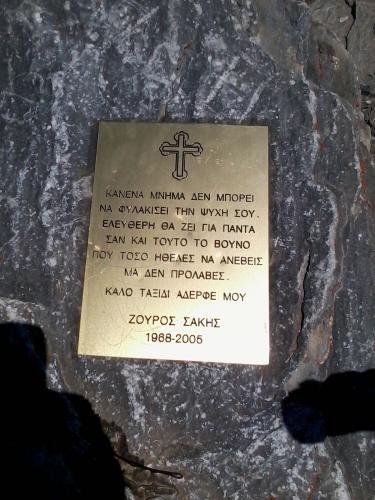 ΚΑΝΕΝΑ ΜΝΗΜΑ ΔΕΝ ΜΠΟΡΕΙ
ΝΑ ΦΥΛΑΚΙΣΕΙ ΤΗΝ ΨΥΧΗ ΣΟΥ.
ΕΛΕΥΘΕΡΗ ΘΑ ΖΕΙ ΓΙΑ ΠΑΝΤΑ
ΣΑΝ ΚΑΙ ΤΟΥΤΟ ΤΟ ΒΟΥΝΟ
ΠΟΥ ΤΟΣΟ ΗΘΕΛΕΣ ΝΑ ΑΝΕΒΕΙΣ
ΜΑ ΔΕΝ ΠΡΟΛΑΒΕΣ.
ΚΑΛΟ ΤΑΞΙΔΙ ΑΔΕΡΦΕ ΜΟΥ
ΖΟΥΡΟΣ ΣΑΚΗΣ
1968-2005